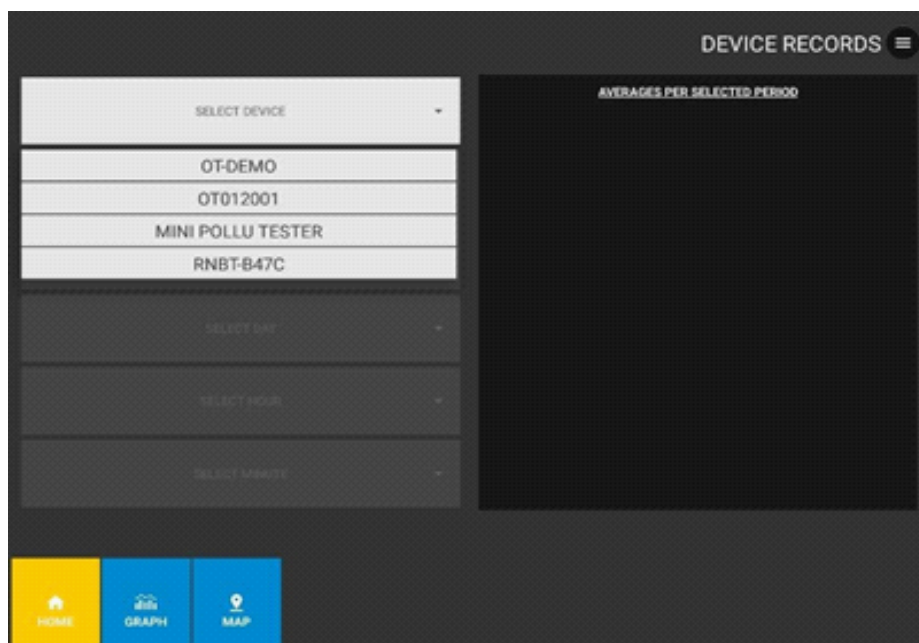 DEVICE RECORDS
SELECT DEVICE
OT-DEMO
OT012001
MINI POLLU TESTER
RNBT-B47C
SELECT DAY
SELECT HOUR
SELECT MINUTE
AVERAGES PER SELECTED PERIOD
HOME
GRAPH
MAP